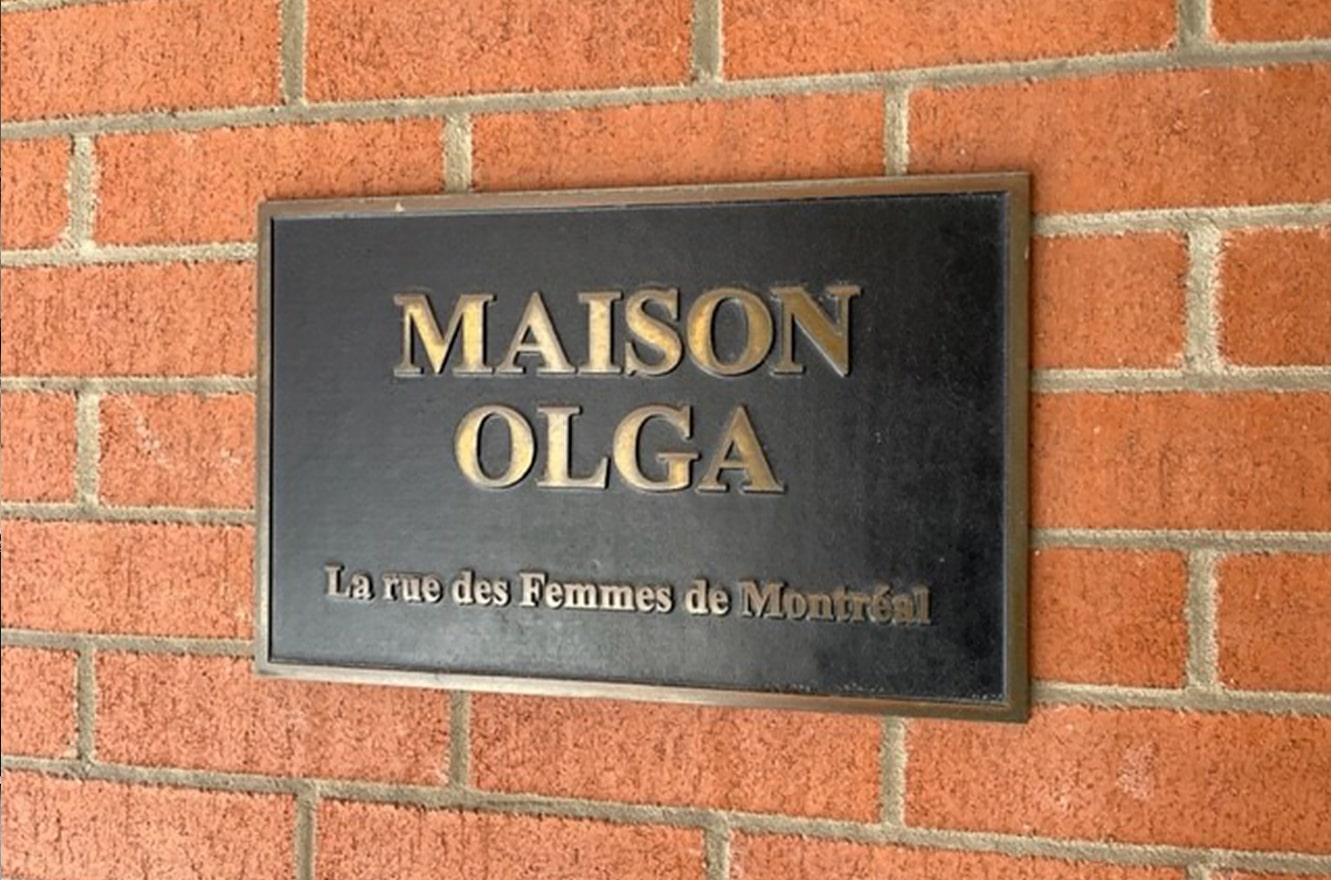 MAISON
OLGA
La rue des Femmes de Montréal